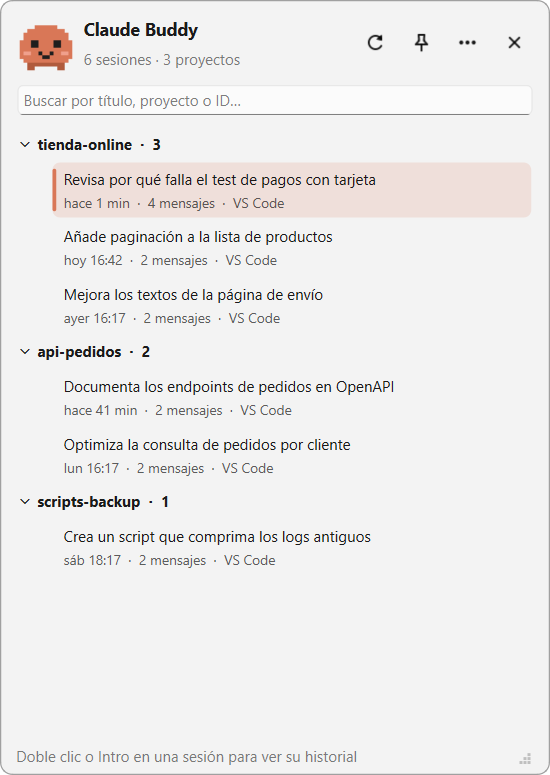 Claude Buddy
6 sesiones · 3 proyectos
Buscar por título, proyecto o ID...
tienda-online · 3
Revisa por qué falla el test de pagos con tarjeta
hace 1 min · 4 mensajes · VS Code
Añade paginación a la lista de productos
hoy 16:42 · 2 mensajes · VS Code
Mejora los textos de la página de envío
ayer 16:17 · 2 mensajes · VS Code
api-pedidos · 2
Documenta los endpoints de pedidos en OpenAPI
hace 41 min · 2 mensajes · VS Code
Optimiza la consulta de pedidos por cliente
lun 16:17 · 2 mensajes · VS Code
scripts-backup · 1
Crea un script que comprima los logs antiguos
sáb 18:17 · 2 mensajes · VS Code
Doble clic o Intro en una sesión para ver su historial